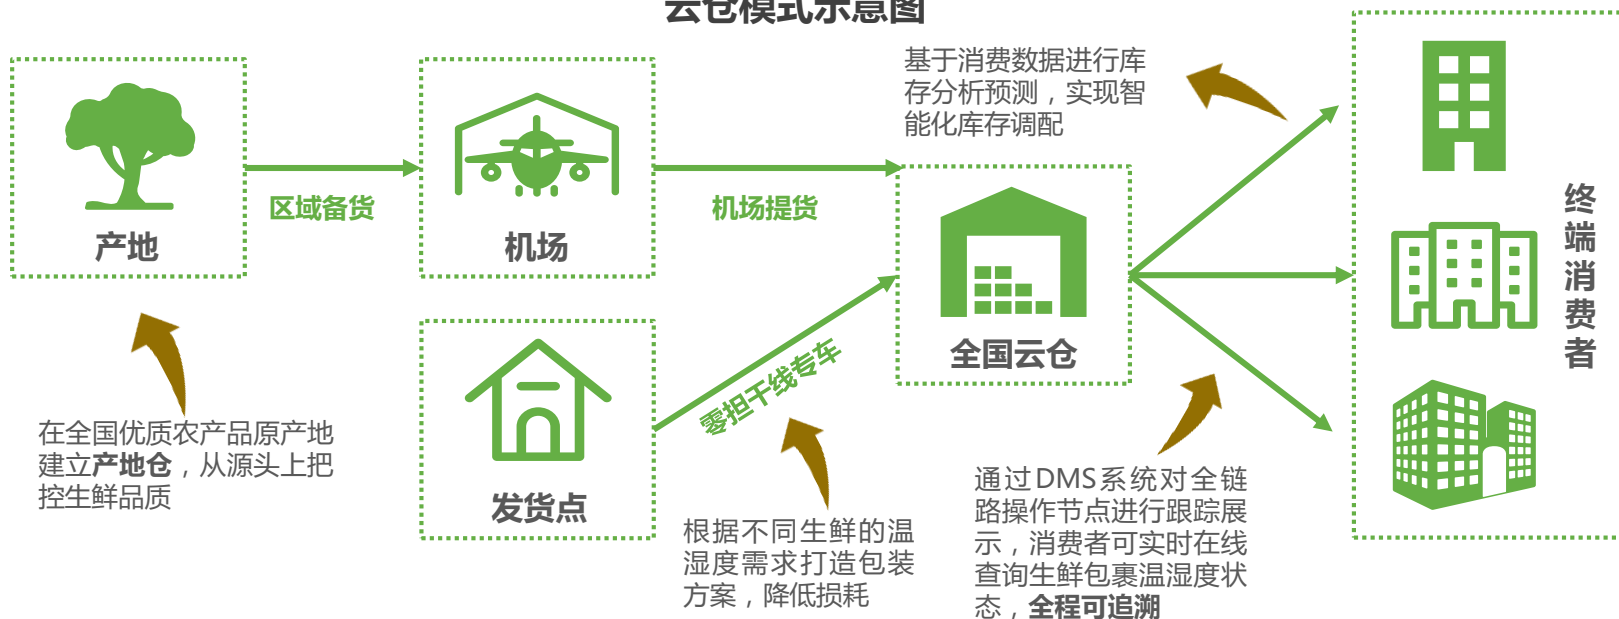 云仓模式示意图
基于消费数据进行库
存分析预测，实现智
能化库存调配
产地
区域备货
机场
机场提货
全国云仓
终
端
消
费
者
发货点
零担干线专车
在全国优质农产品原产地
建立产地仓，从源头上把
控生鲜品质
根据不同生鲜的温
湿度需求打造包装
方案，降低损耗
通过DMS系统对全链
路操作节点进行跟踪展
示，消费者可实时在线
查询生鲜包裹温湿度状
态，全程可追溯